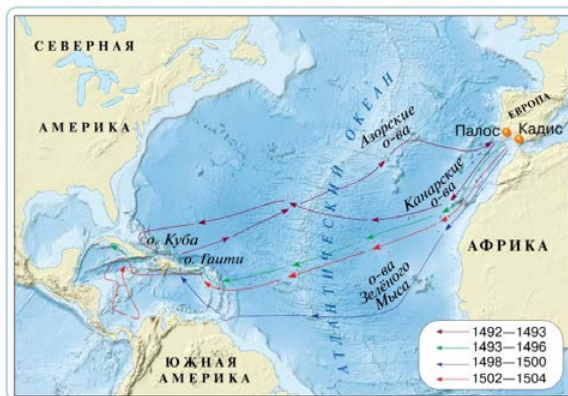 СЕВЕРНАЯ
АМЕРИКА
АТЛАНТИЧЕСКИЙ ОКЕАН
Азорские
о-ва
ЕВРОПА
Палос
Кадис
Канарские
о-ва
о. Куба
о. Гаити
АФРИКА
о-ва
Зелёного
Мыса
ЮЖНАЯ
АМЕРИКА
1492—1493
1493—1496
1498—1500
1502—1504